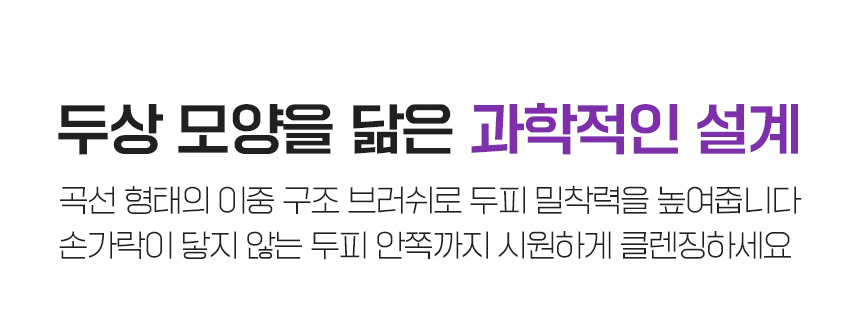 두상 모양을 닮은 과학적인 설계
곡선 형태의 이중 구조 브러쉬로 두피 밀착력을 높여줍니다
손가락이 닿지 않는 두피 안쪽까지 시원하게 클렌징하세요